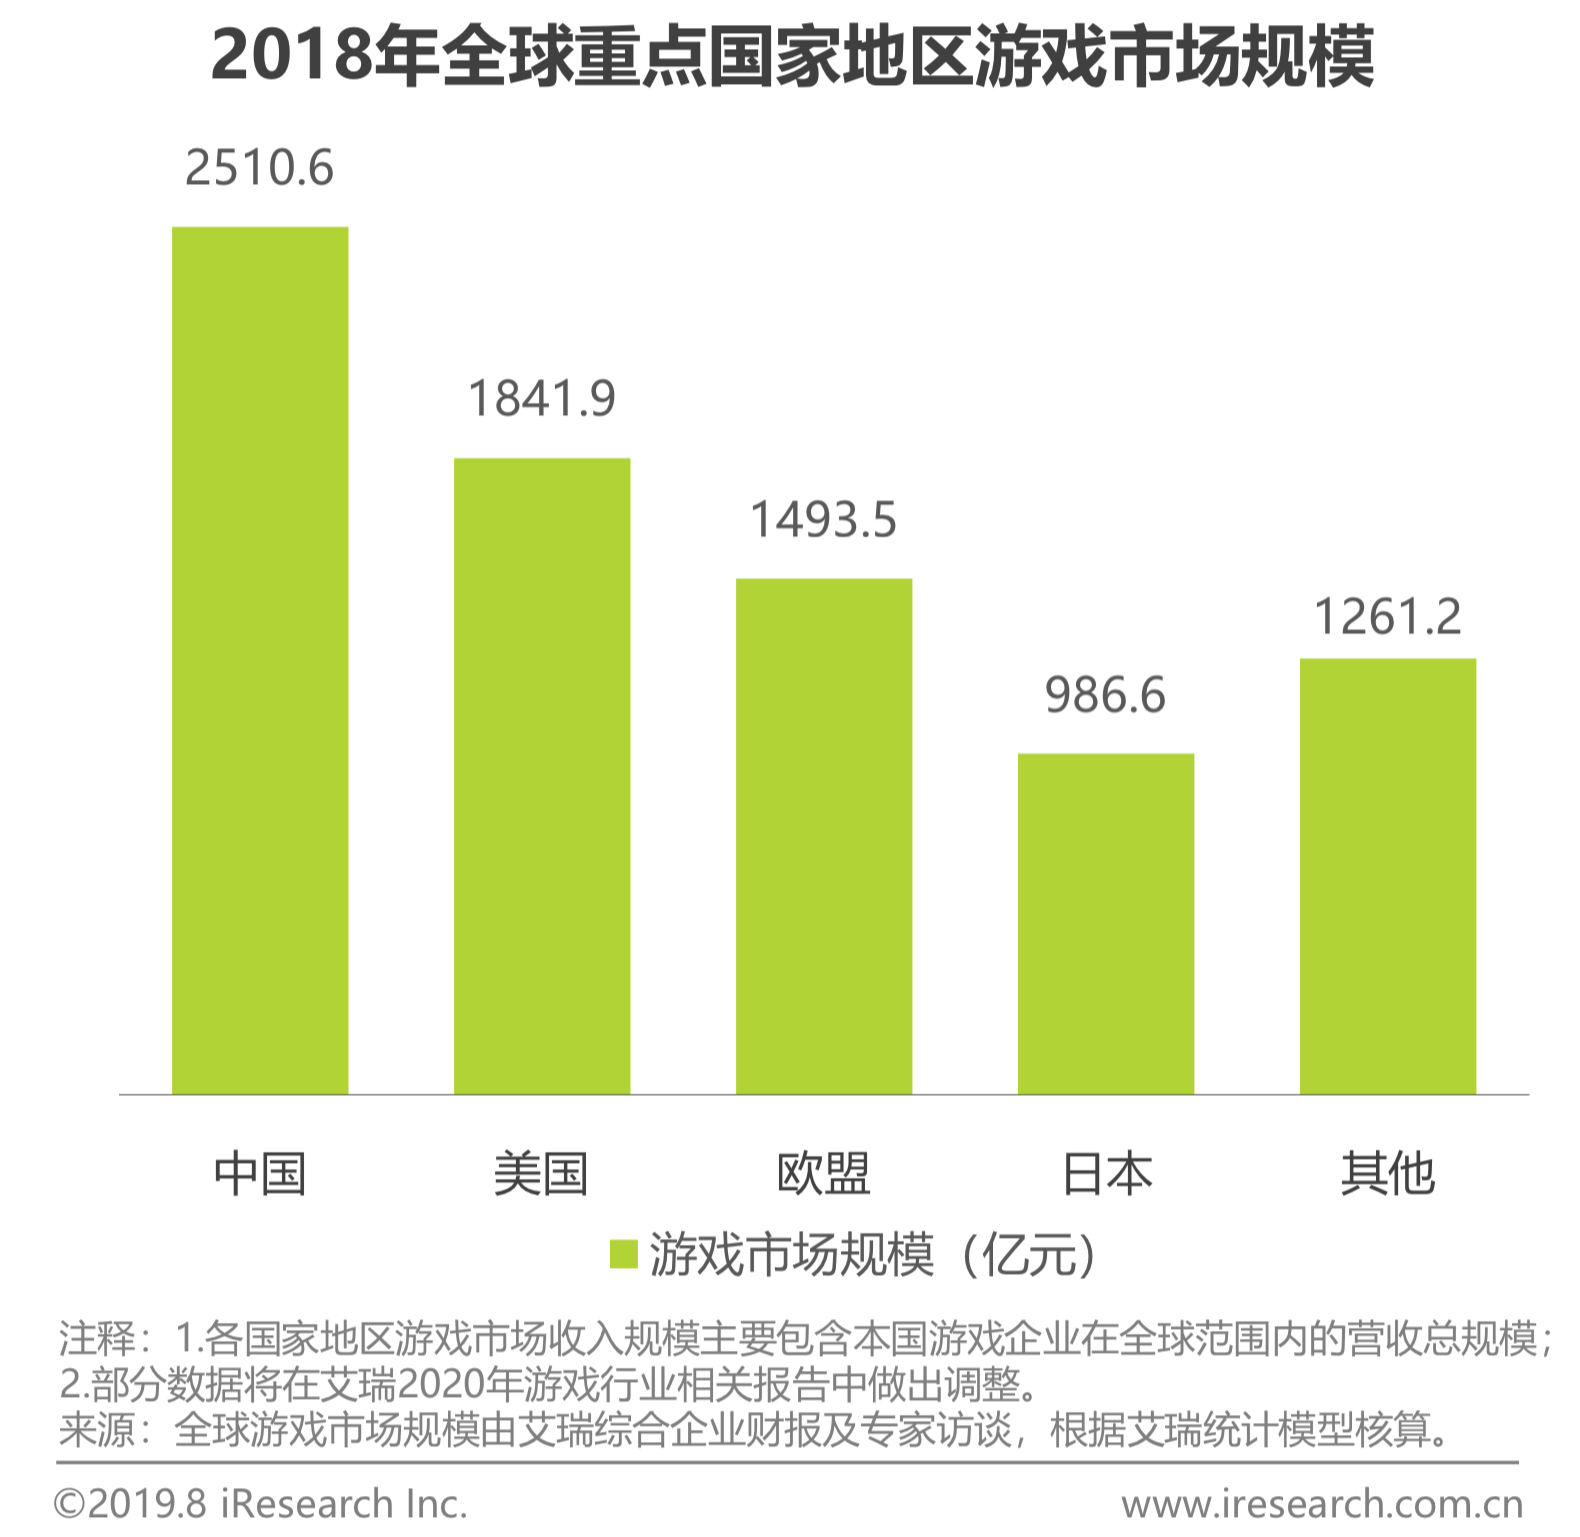 2018年全球重点国家地区游戏市场规模
2510.6
1841.9
1493.5
986.6
1261.2
中国 美国 欧盟 日本 其他
游戏市场规模（亿元）
注释：1.各国家地区游戏市场收入规模主要包含本国游戏企业在全球范围内的营收总规模；
2.部分数据将在艾瑞2020年游戏行业相关报告中做出调整。
来源：全球游戏市场规模由艾瑞综合企业财报及专家访谈，根据艾瑞统计模型核算。
©2019.8 iResearch Inc. www.iresearch.com.cn